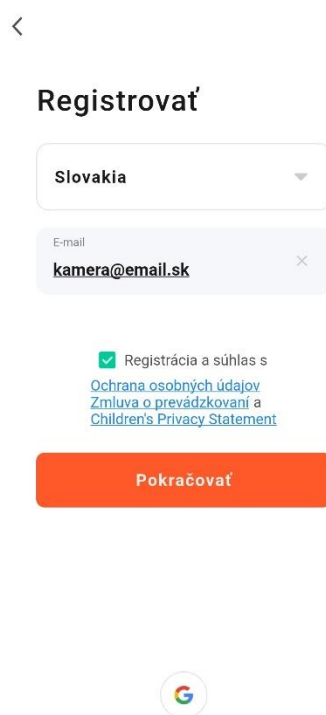 Registrovať
Slovakia
E-mail
kamera@email.sk
Registrácia a súhlas s
Ochrana osobných údajov
Zmluva o prevádzkovaní a
Children's Privacy Statement
Pokračovať